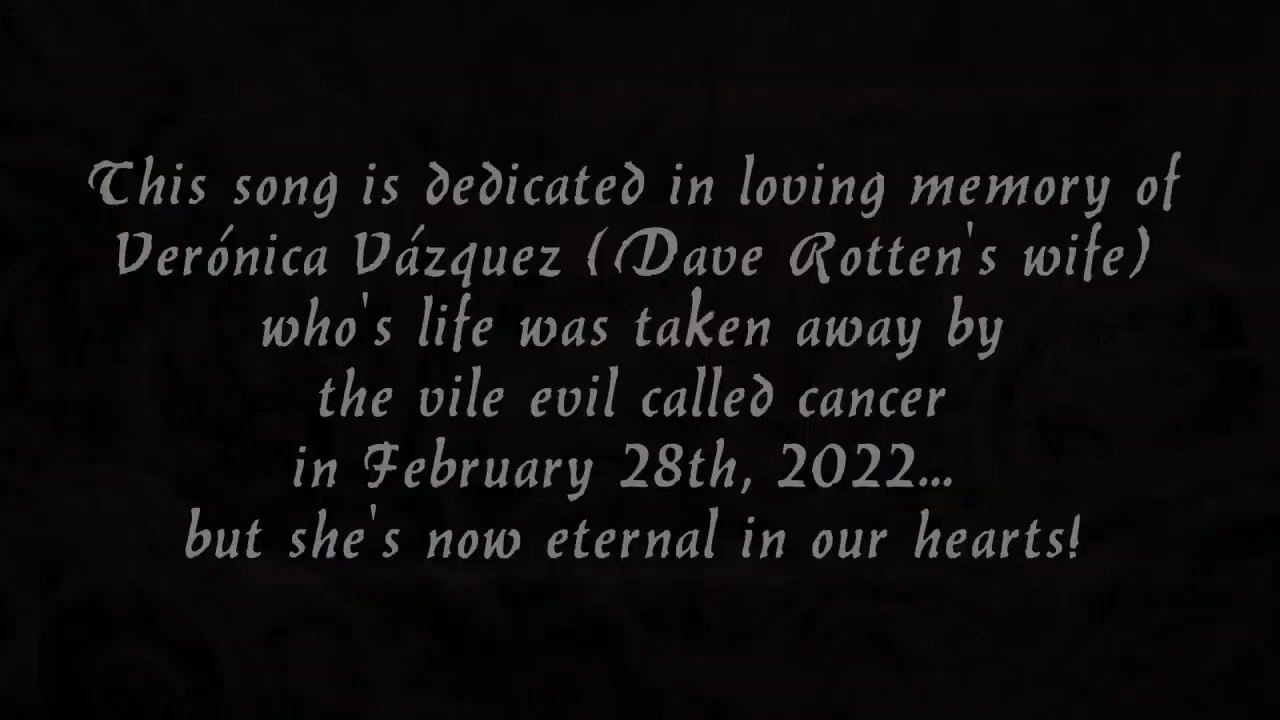 This song is dedicated in loving memory of
Verónica Vázquez (Dave Rotten's wife)
who's life was taken away by
the vile evil called cancer
in February 28th, 2022...
but she's now eternal in our hearts!